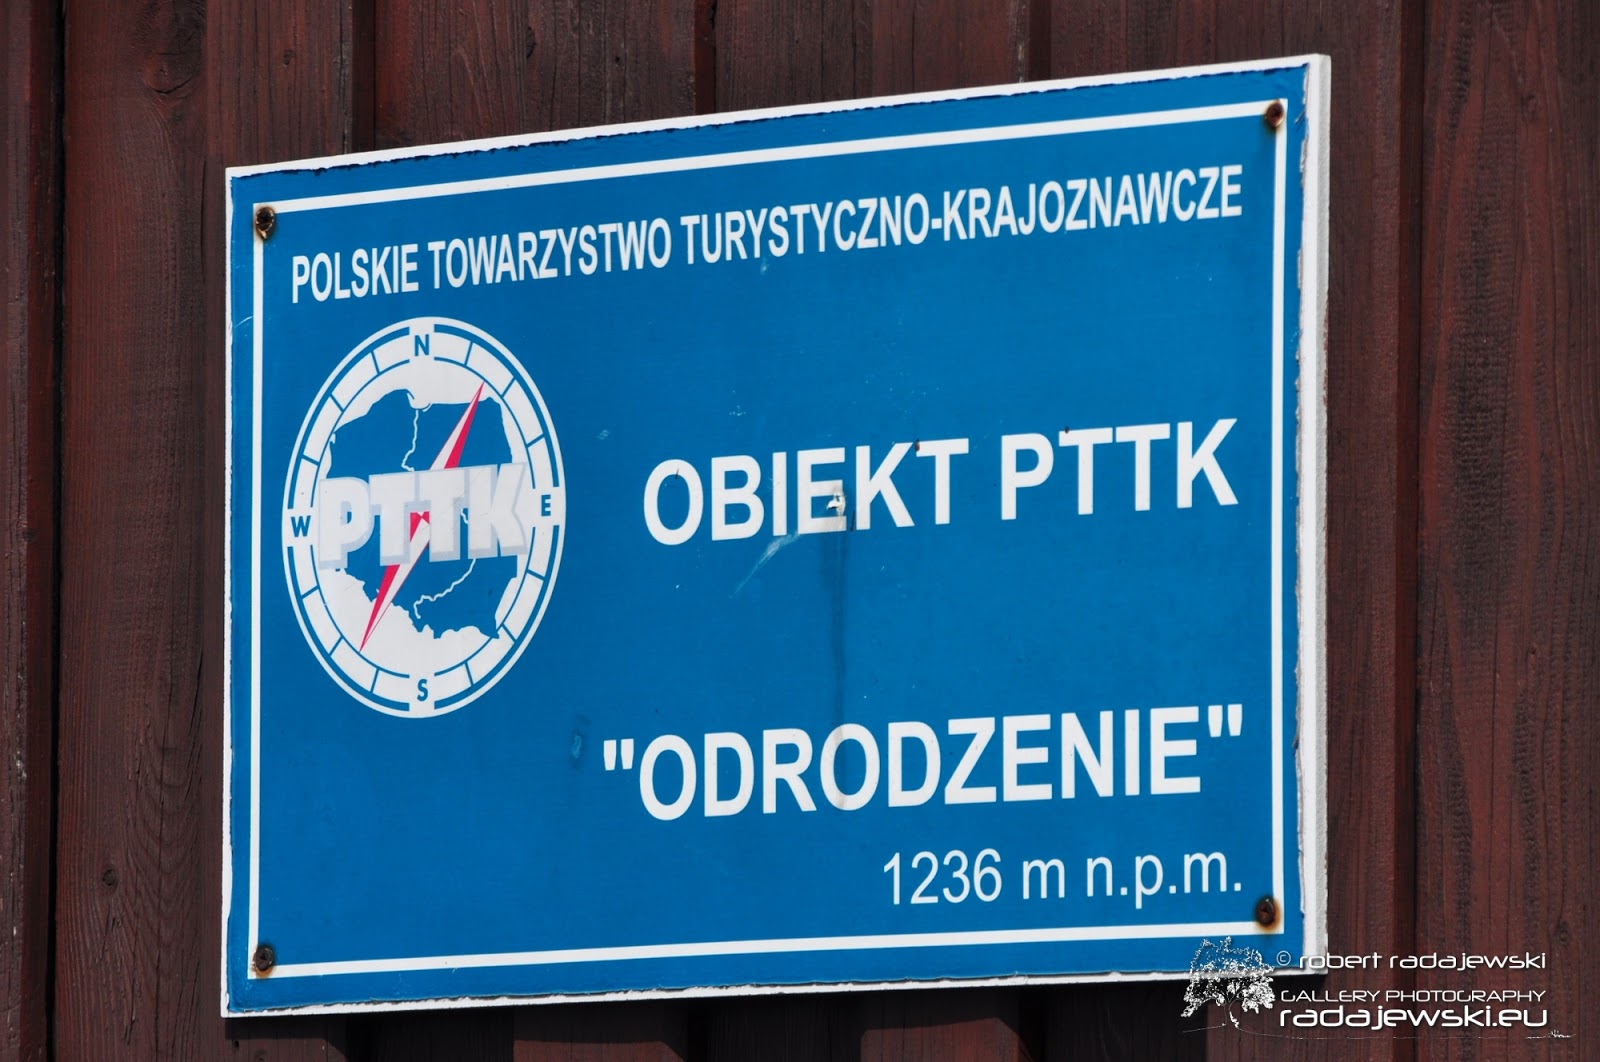 POLSKIE TOWARZYSTWO TURYSTYCZNO-KRAJOZNAWCZE
N
W PTTK E
S
OBIEKT PTTK
"ODRODZENIE"
1236 m n.p.m.
© robert radajewski
GALLERY PHOTOGRAPHY
radajewski.eu